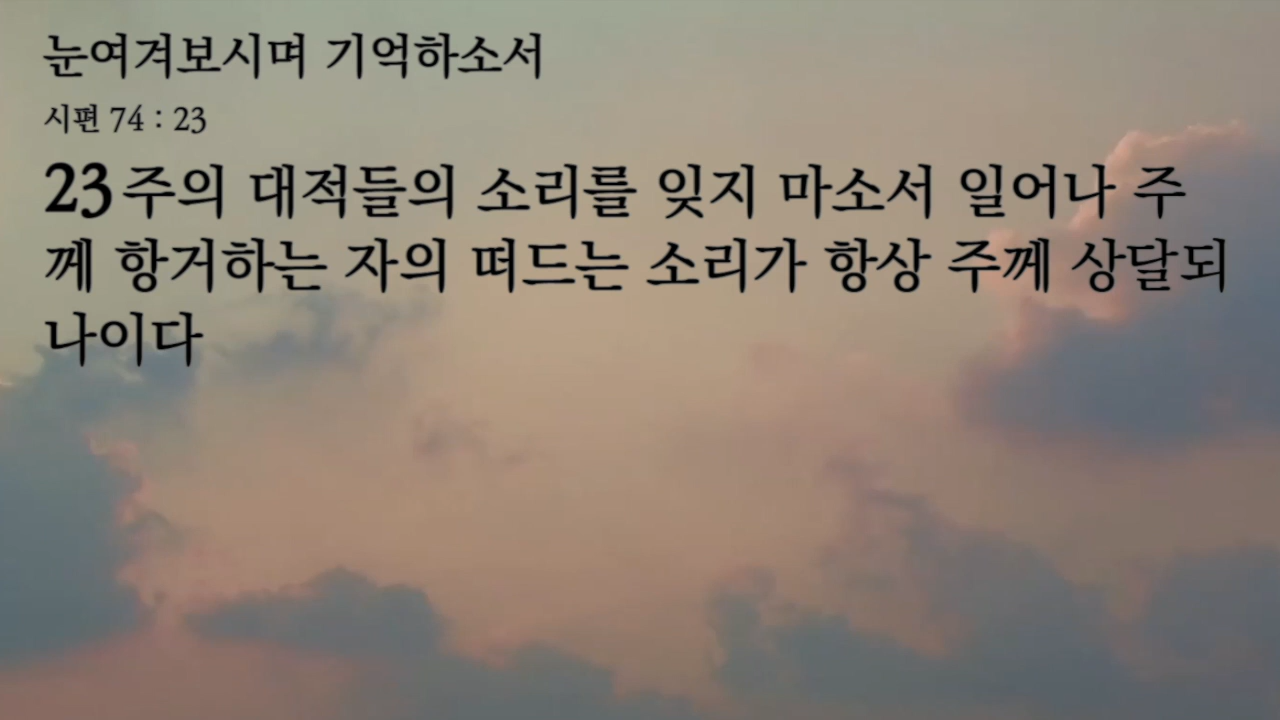 눈여겨보시며 기억하소서
시편 74 : 23
23주의 대적들의 소리를 잊지 마소서 일어나 주
께 항거하는 자의 떠드는 소리가 항상 주께 상달되
나이다